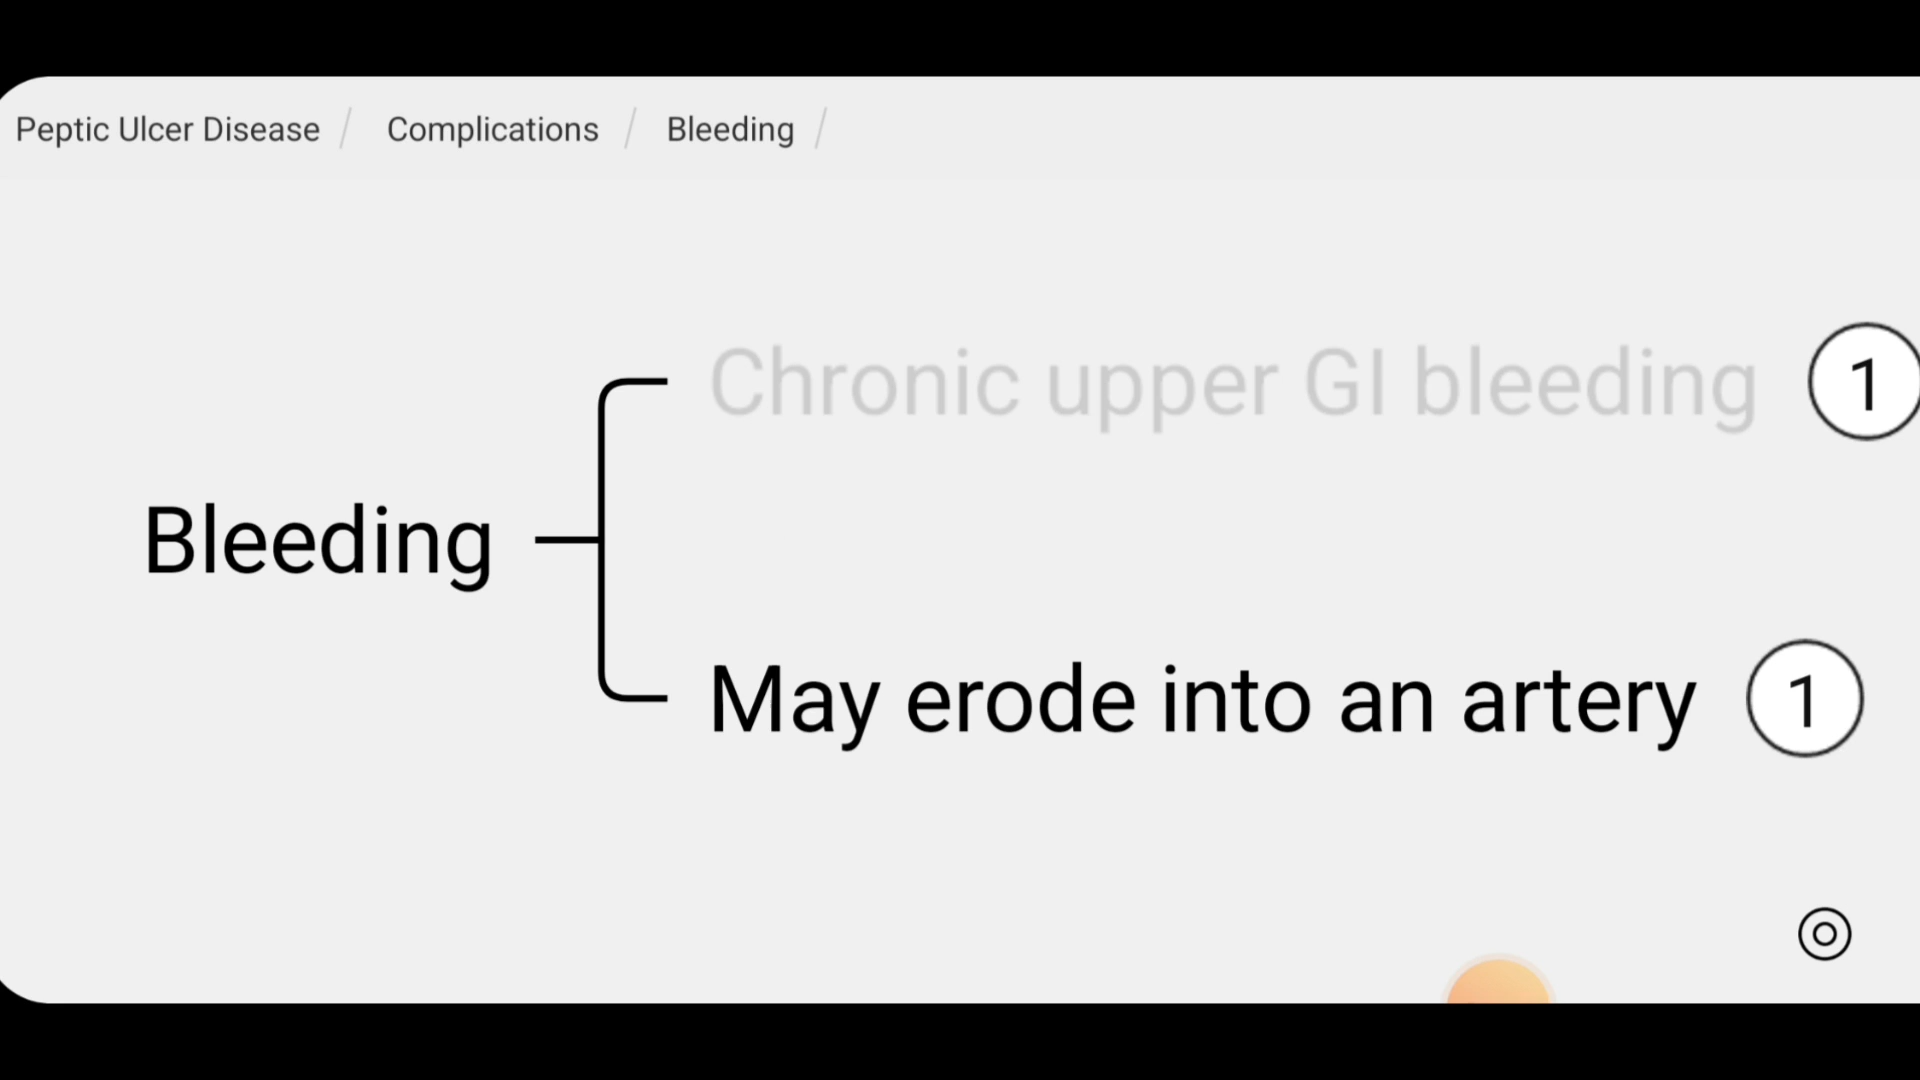 Peptic Ulcer Disease / Complications / Bleeding /
Chronic upper GI bleeding 1
Bleeding
May erode into an artery 1